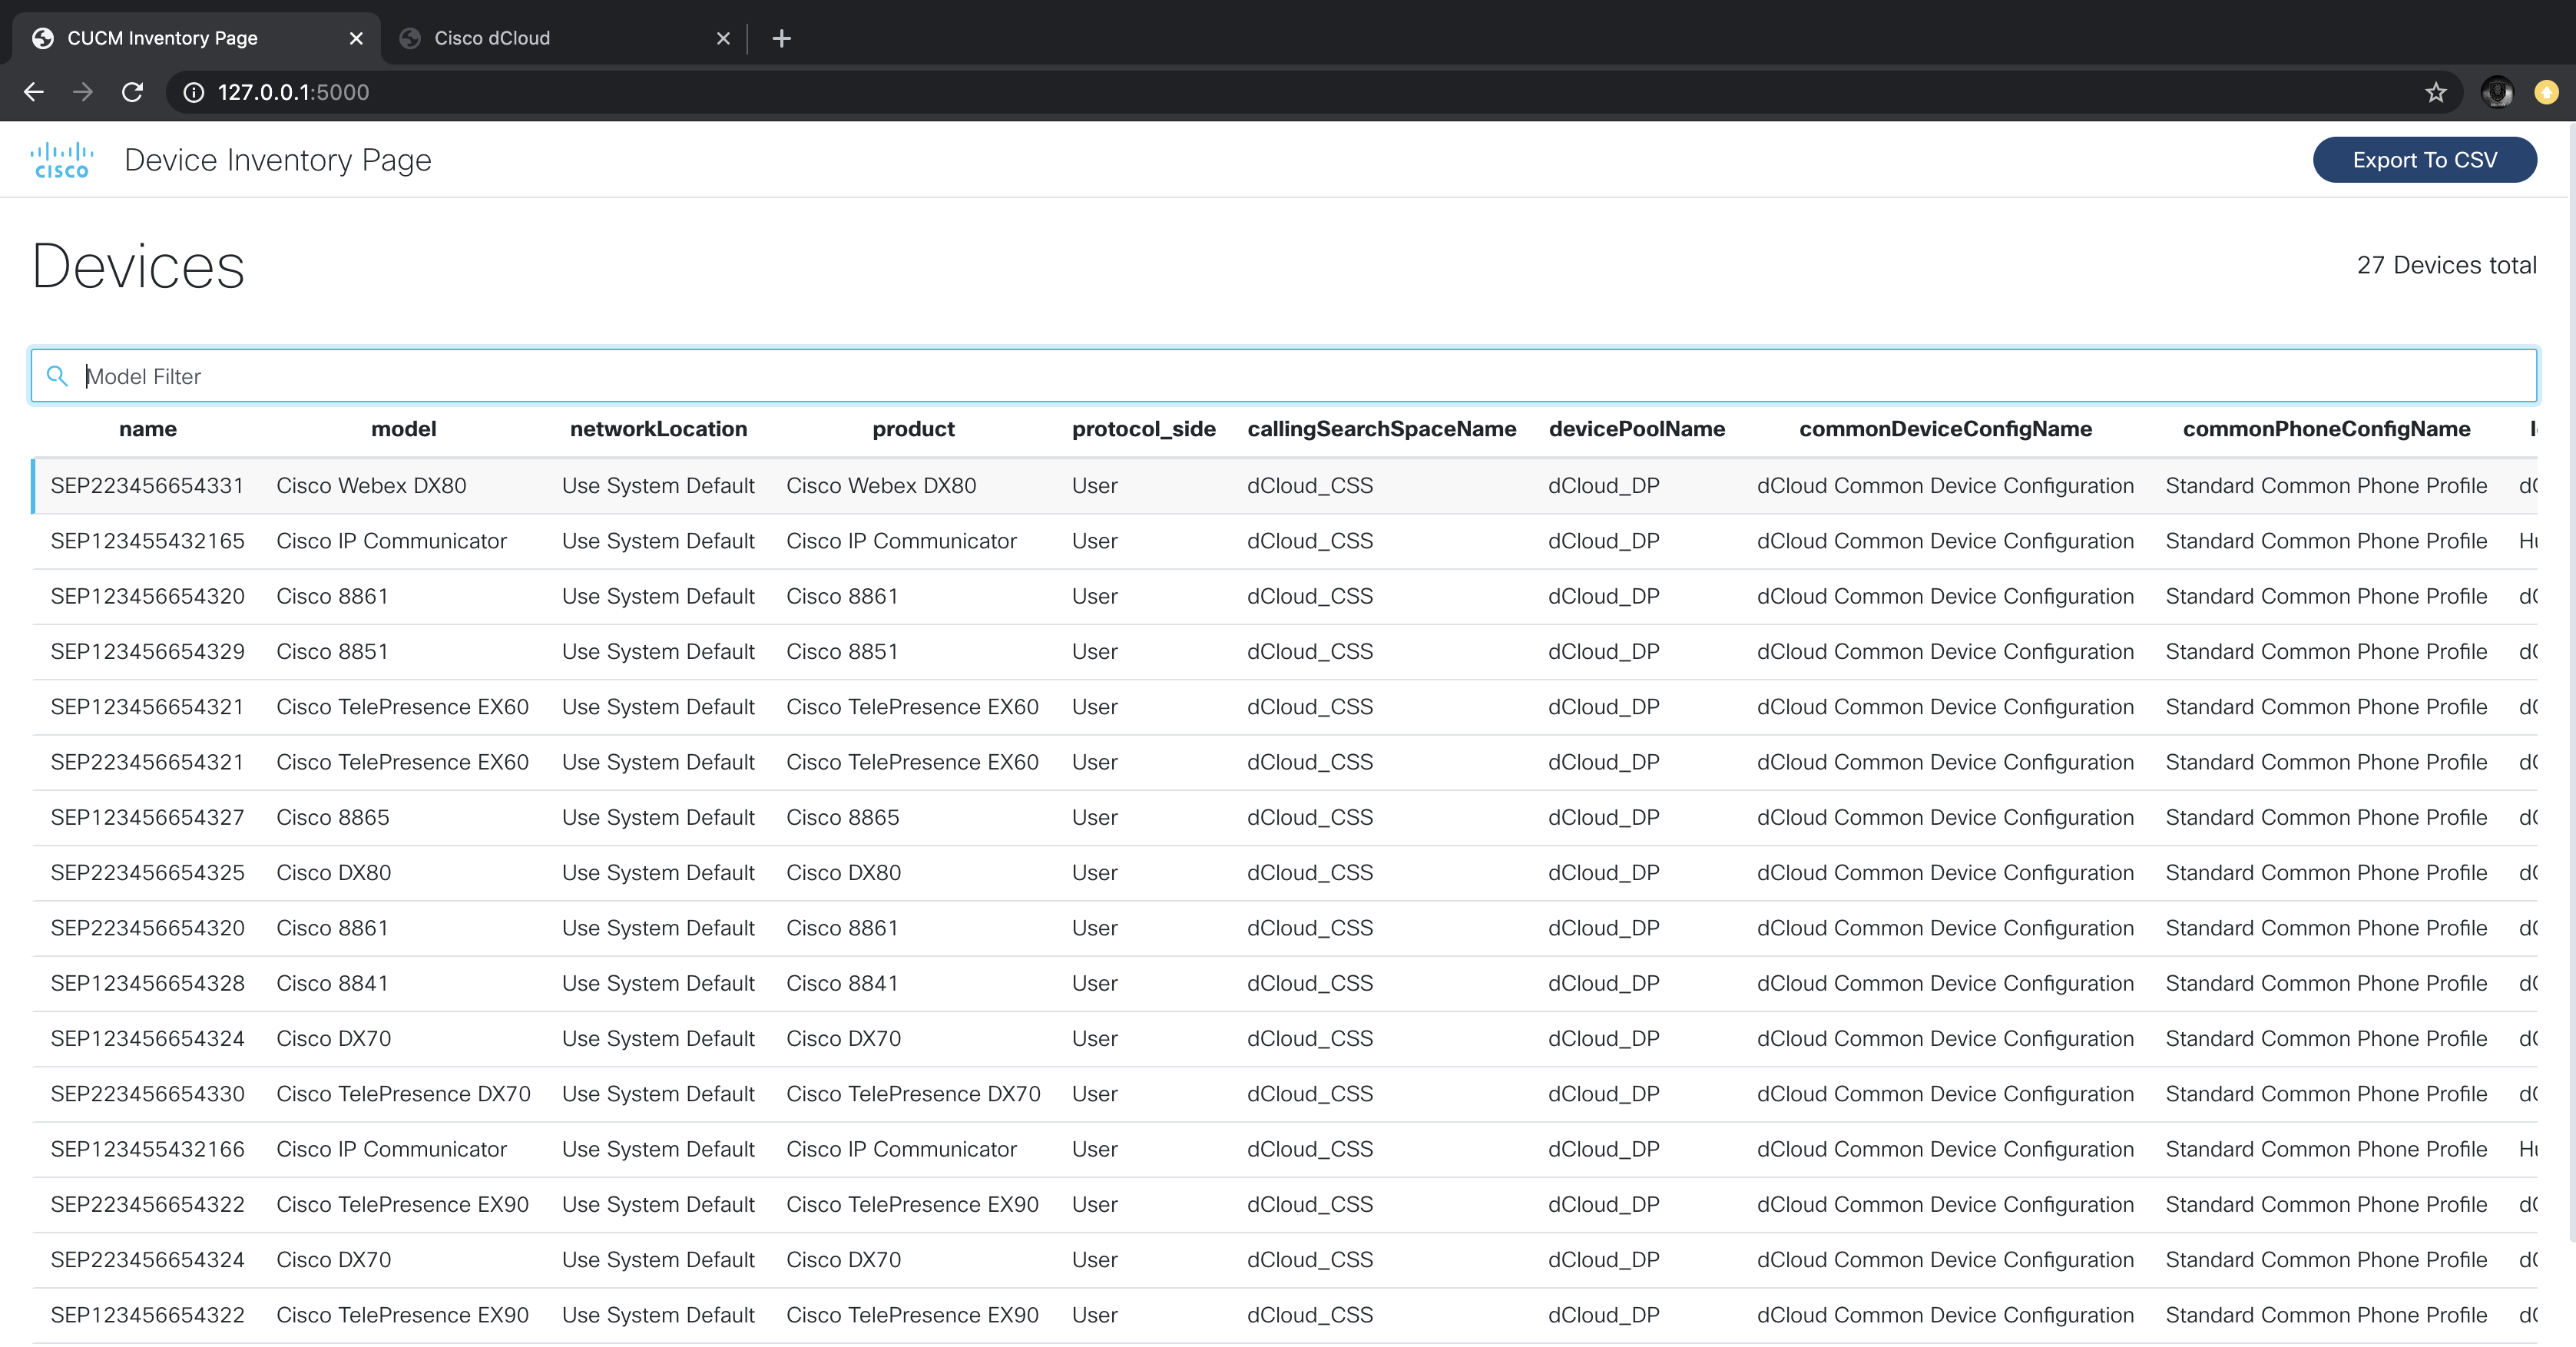 CUCM Inventory Page Cisco dCloud
127.0.0.1:5000
CISCO Device Inventory Page Export To CSV
Devices 27 Devices total
Model Filter
name model networkLocation product protocol_side callingSearchSpaceName devicePoolName commonDeviceConfigName commonPhoneConfigName
SEP223456654331 Cisco Webex DX80 Use System Default Cisco Webex DX80 User dCloud_CSS dCloud_DP dCloud Common Device Configuration Standard Common Phone Profile
SEP123455432165 Cisco IP Communicator Use System Default Cisco IP Communicator User dCloud_CSS dCloud_DP dCloud Common Device Configuration Standard Common Phone Profile
SEP123456654320 Cisco 8861 Use System Default Cisco 8861 User dCloud_CSS dCloud_DP dCloud Common Device Configuration Standard Common Phone Profile
SEP123456654329 Cisco 8851 Use System Default Cisco 8851 User dCloud_CSS dCloud_DP dCloud Common Device Configuration Standard Common Phone Profile
SEP123456654321 Cisco TelePresence EX60 Use System Default Cisco TelePresence EX60 User dCloud_CSS dCloud_DP dCloud Common Device Configuration Standard Common Phone Profile
SEP223456654321 Cisco TelePresence EX60 Use System Default Cisco TelePresence EX60 User dCloud_CSS dCloud_DP dCloud Common Device Configuration Standard Common Phone Profile
SEP123456654327 Cisco 8865 Use System Default Cisco 8865 User dCloud_CSS dCloud_DP dCloud Common Device Configuration Standard Common Phone Profile
SEP223456654325 Cisco DX80 Use System Default Cisco DX80 User dCloud_CSS dCloud_DP dCloud Common Device Configuration Standard Common Phone Profile
SEP223456654320 Cisco 8861 Use System Default Cisco 8861 User dCloud_CSS dCloud_DP dCloud Common Device Configuration Standard Common Phone Profile
SEP123456654328 Cisco 8841 Use System Default Cisco 8841 User dCloud_CSS dCloud_DP dCloud Common Device Configuration Standard Common Phone Profile
SEP123456654324 Cisco DX70 Use System Default Cisco DX70 User dCloud_CSS dCloud_DP dCloud Common Device Configuration Standard Common Phone Profile
SEP223456654330 Cisco TelePresence DX70 Use System Default Cisco TelePresence DX70 User dCloud_CSS dCloud_DP dCloud Common Device Configuration Standard Common Phone Profile
SEP123455432166 Cisco IP Communicator Use System Default Cisco IP Communicator User dCloud_CSS dCloud_DP dCloud Common Device Configuration Standard Common Phone Profile
SEP223456654322 Cisco TelePresence EX90 Use System Default Cisco TelePresence EX90 User dCloud_CSS dCloud_DP dCloud Common Device Configuration Standard Common Phone Profile
SEP223456654324 Cisco DX70 Use System Default Cisco DX70 User dCloud_CSS dCloud_DP dCloud Common Device Configuration Standard Common Phone Profile
SEP123456654322 Cisco TelePresence EX90 Use System Default Cisco TelePresence EX90 User dCloud_CSS dCloud_DP dCloud Common Device Configuration Standard Common Phone Profile